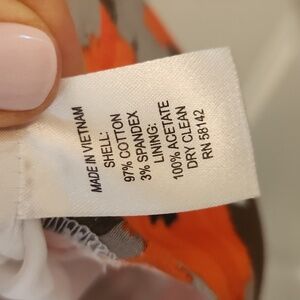 MADE IN VIETNAM
SHELL:
97% COTTON
3% SPANDEX
LINING:
100% ACETATE
DRY CLEAN
RN 58142